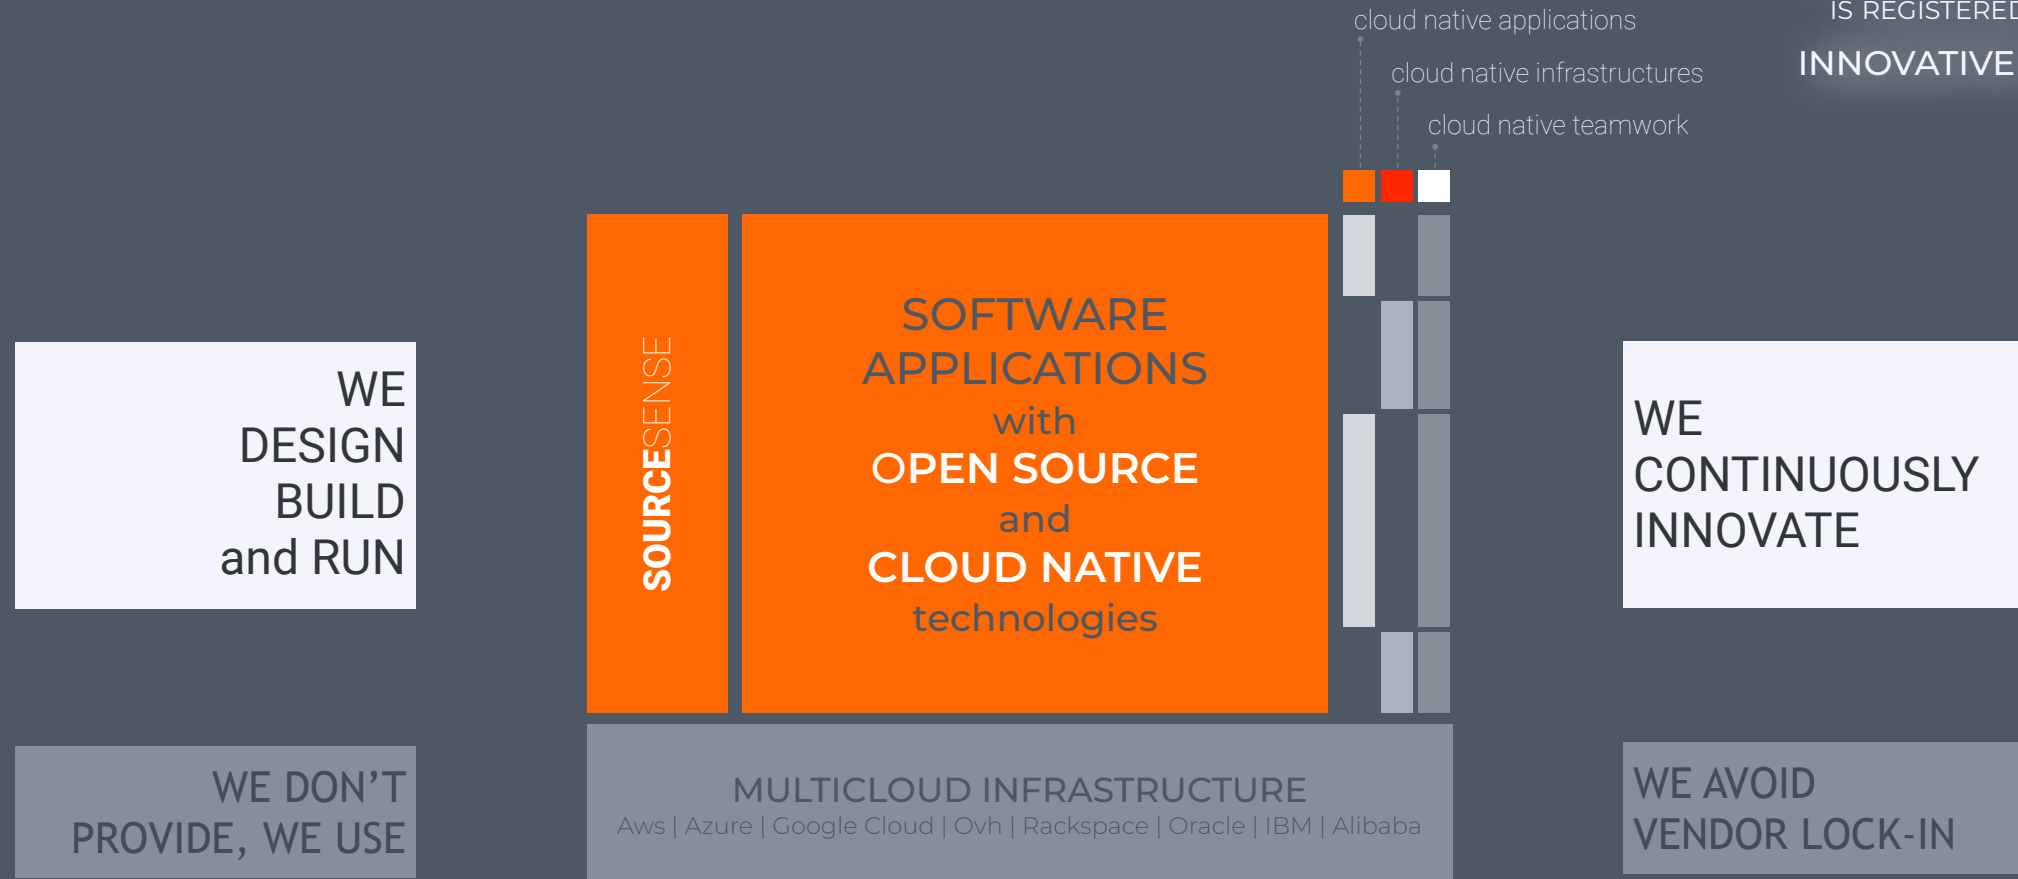 IS REGISTERED
INNOVATIVE
cloud native applications
cloud native infrastructures
cloud native teamwork
WE
DESIGN
BUILD
and RUN
SOURCESENSE
SOFTWARE
APPLICATIONS
with
OPEN SOURCE
and
CLOUD NATIVE
technologies
WE
CONTINUOUSLY
INNOVATE
WE DON’T
PROVIDE, WE USE
MULTICLOUD INFRASTRUCTURE
Aws | Azure | Google Cloud | Ovh | Rackspace | Oracle | IBM | Alibaba
WE AVOID
VENDOR LOCK-IN